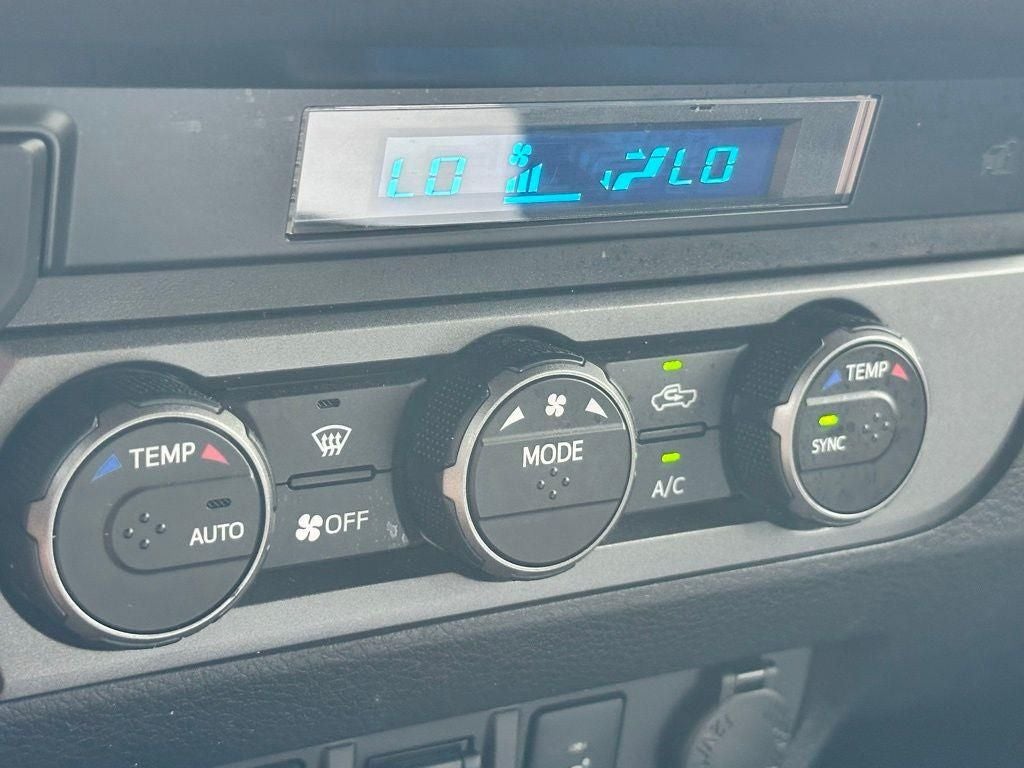 LO LO
TEMP
AUTO
OFF
MODE
A/C
TEMP
SYNC